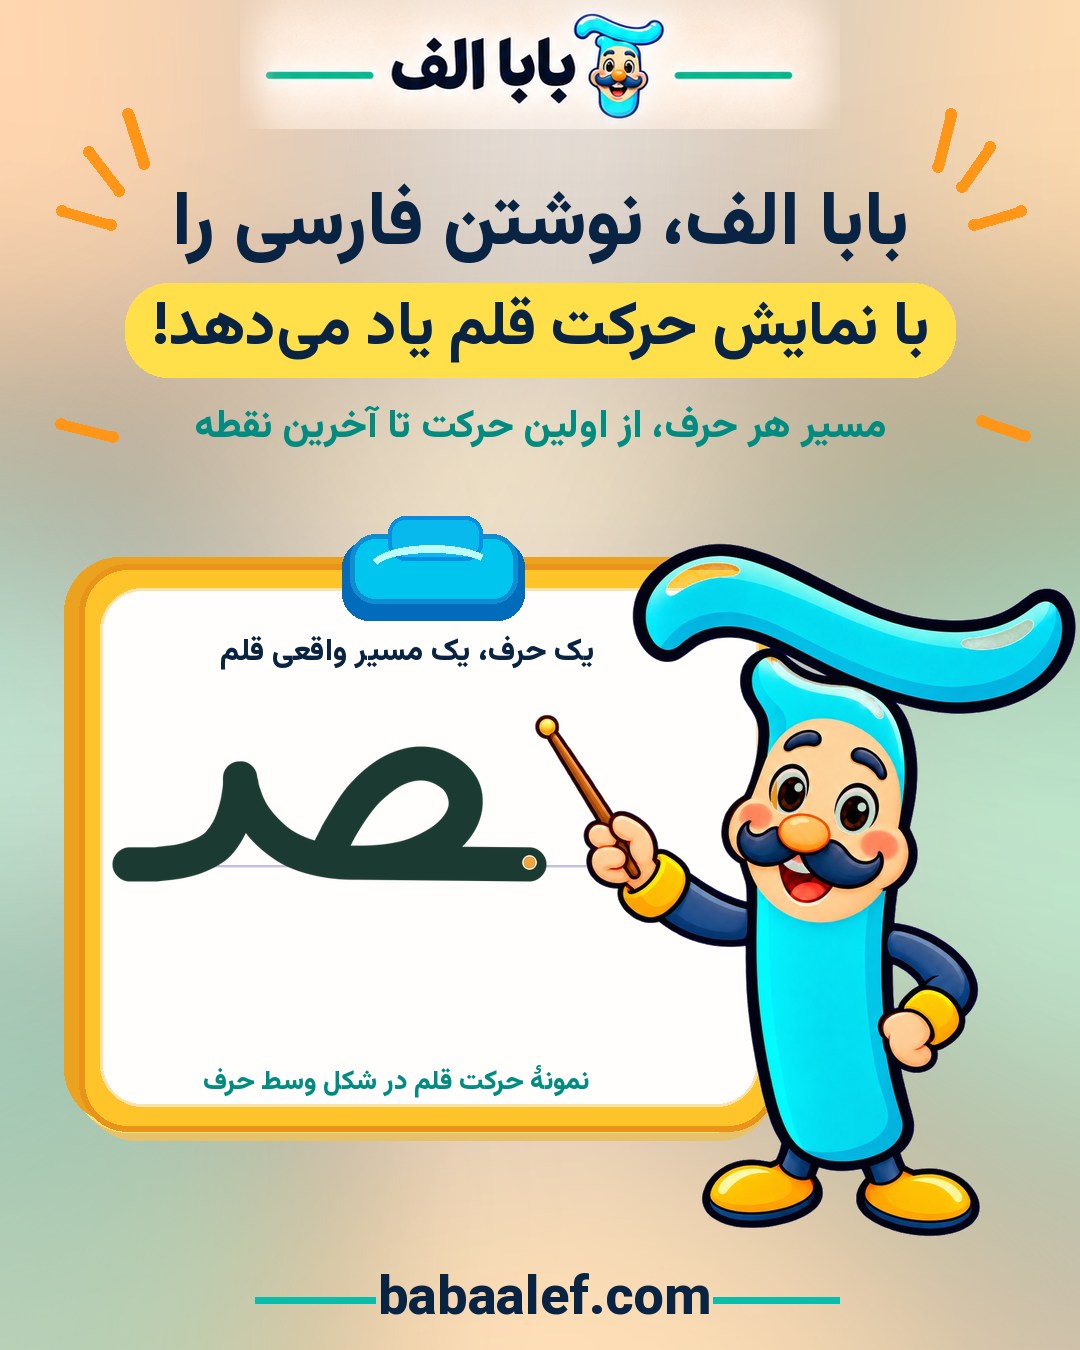 بابا الف
بابا الف، نوشتن فارسی را
با نمایش حرکت قلم یاد می‌دهد!
مسیر هر حرف، از اولین حرکت تا آخرین نقطه
یک حرف، یک مسیر واقعی قلم
ـصـ
نمونهٔ حرکت قلم در شکل وسط حرف
babaalef.com